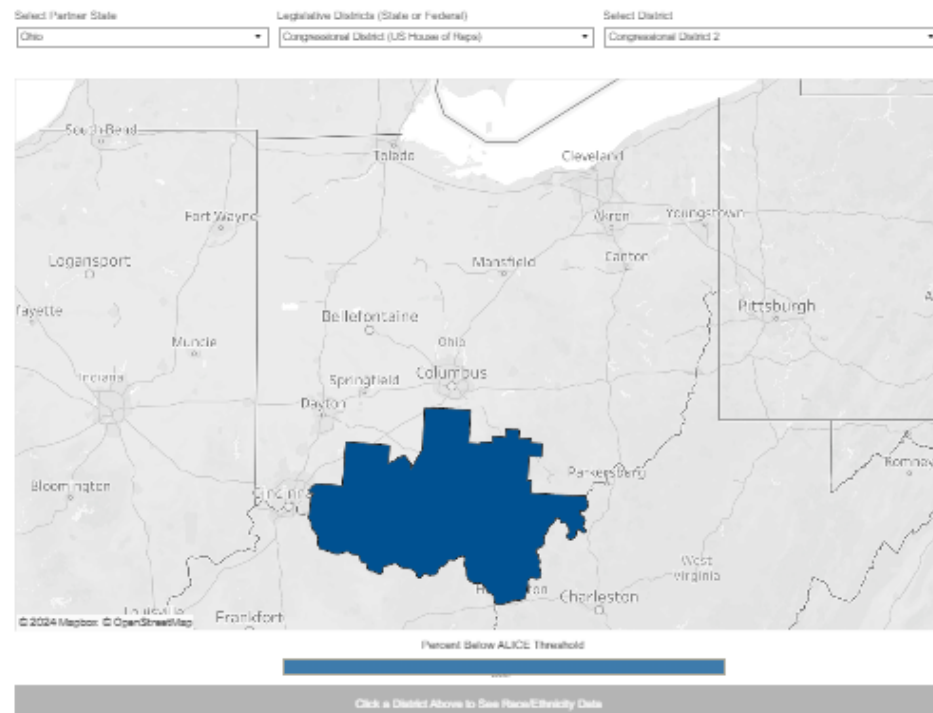 Select Partner State
Legislative Districts (State or Federal)
Select District
Ohio
Congressional District (US House of Reps)
Congressional District 2
South Bend
Toledo
Cleveland
Fort Wayne
Akron
Youngstown
Logansport
Mansfield
Canton
fayette
Bellefontaine
Pittsburgh
Muncie
Ohio
Indiana
Springfield
Columbus
Dayton
Bloomington
Cincinna
Parkersburg
Romney
West
Virginia
Charleston
Louisville
Frankfort
© 2024 Mapbox © OpenStreetMap
Percent Below ALICE Threshold
Click a District Above to See Race/Ethnicity Data